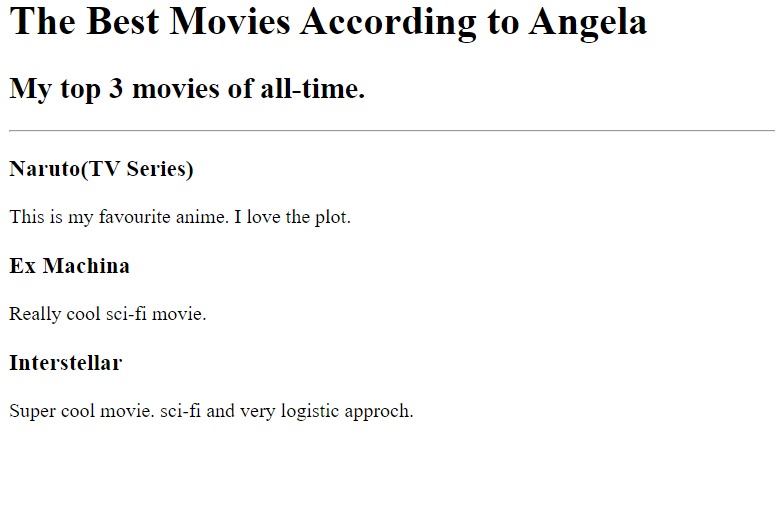 The Best Movies According to Angela
My top 3 movies of all-time.
Naruto(TV Series)
This is my favourite anime. I love the plot.
Ex Machina
Really cool sci-fi movie.
Interstellar
Super cool movie. sci-fi and very logistic approch.